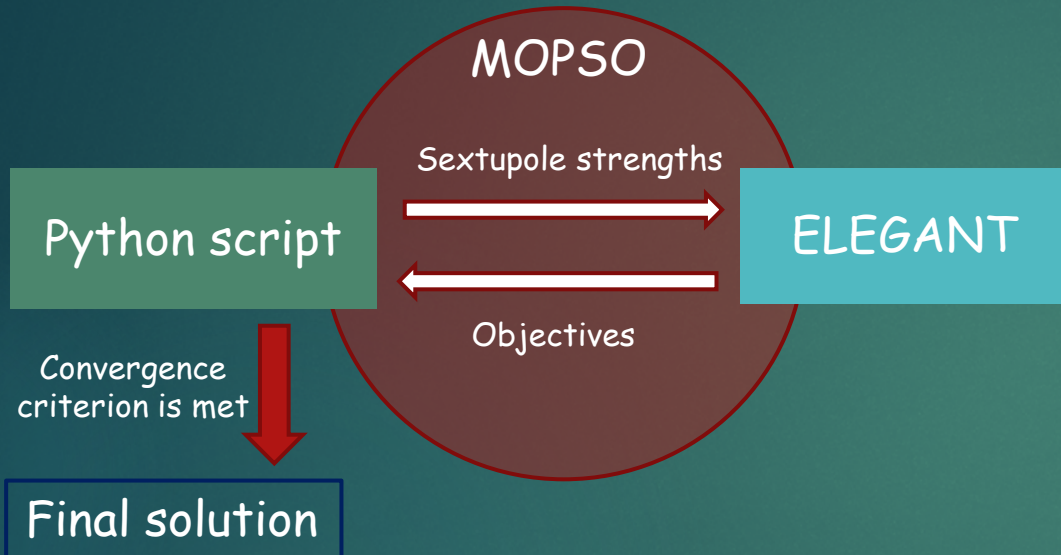 MOPSO
Sextupole strengths
Python script
ELEGANT
Objectives
Convergence
criterion is met
Final solution